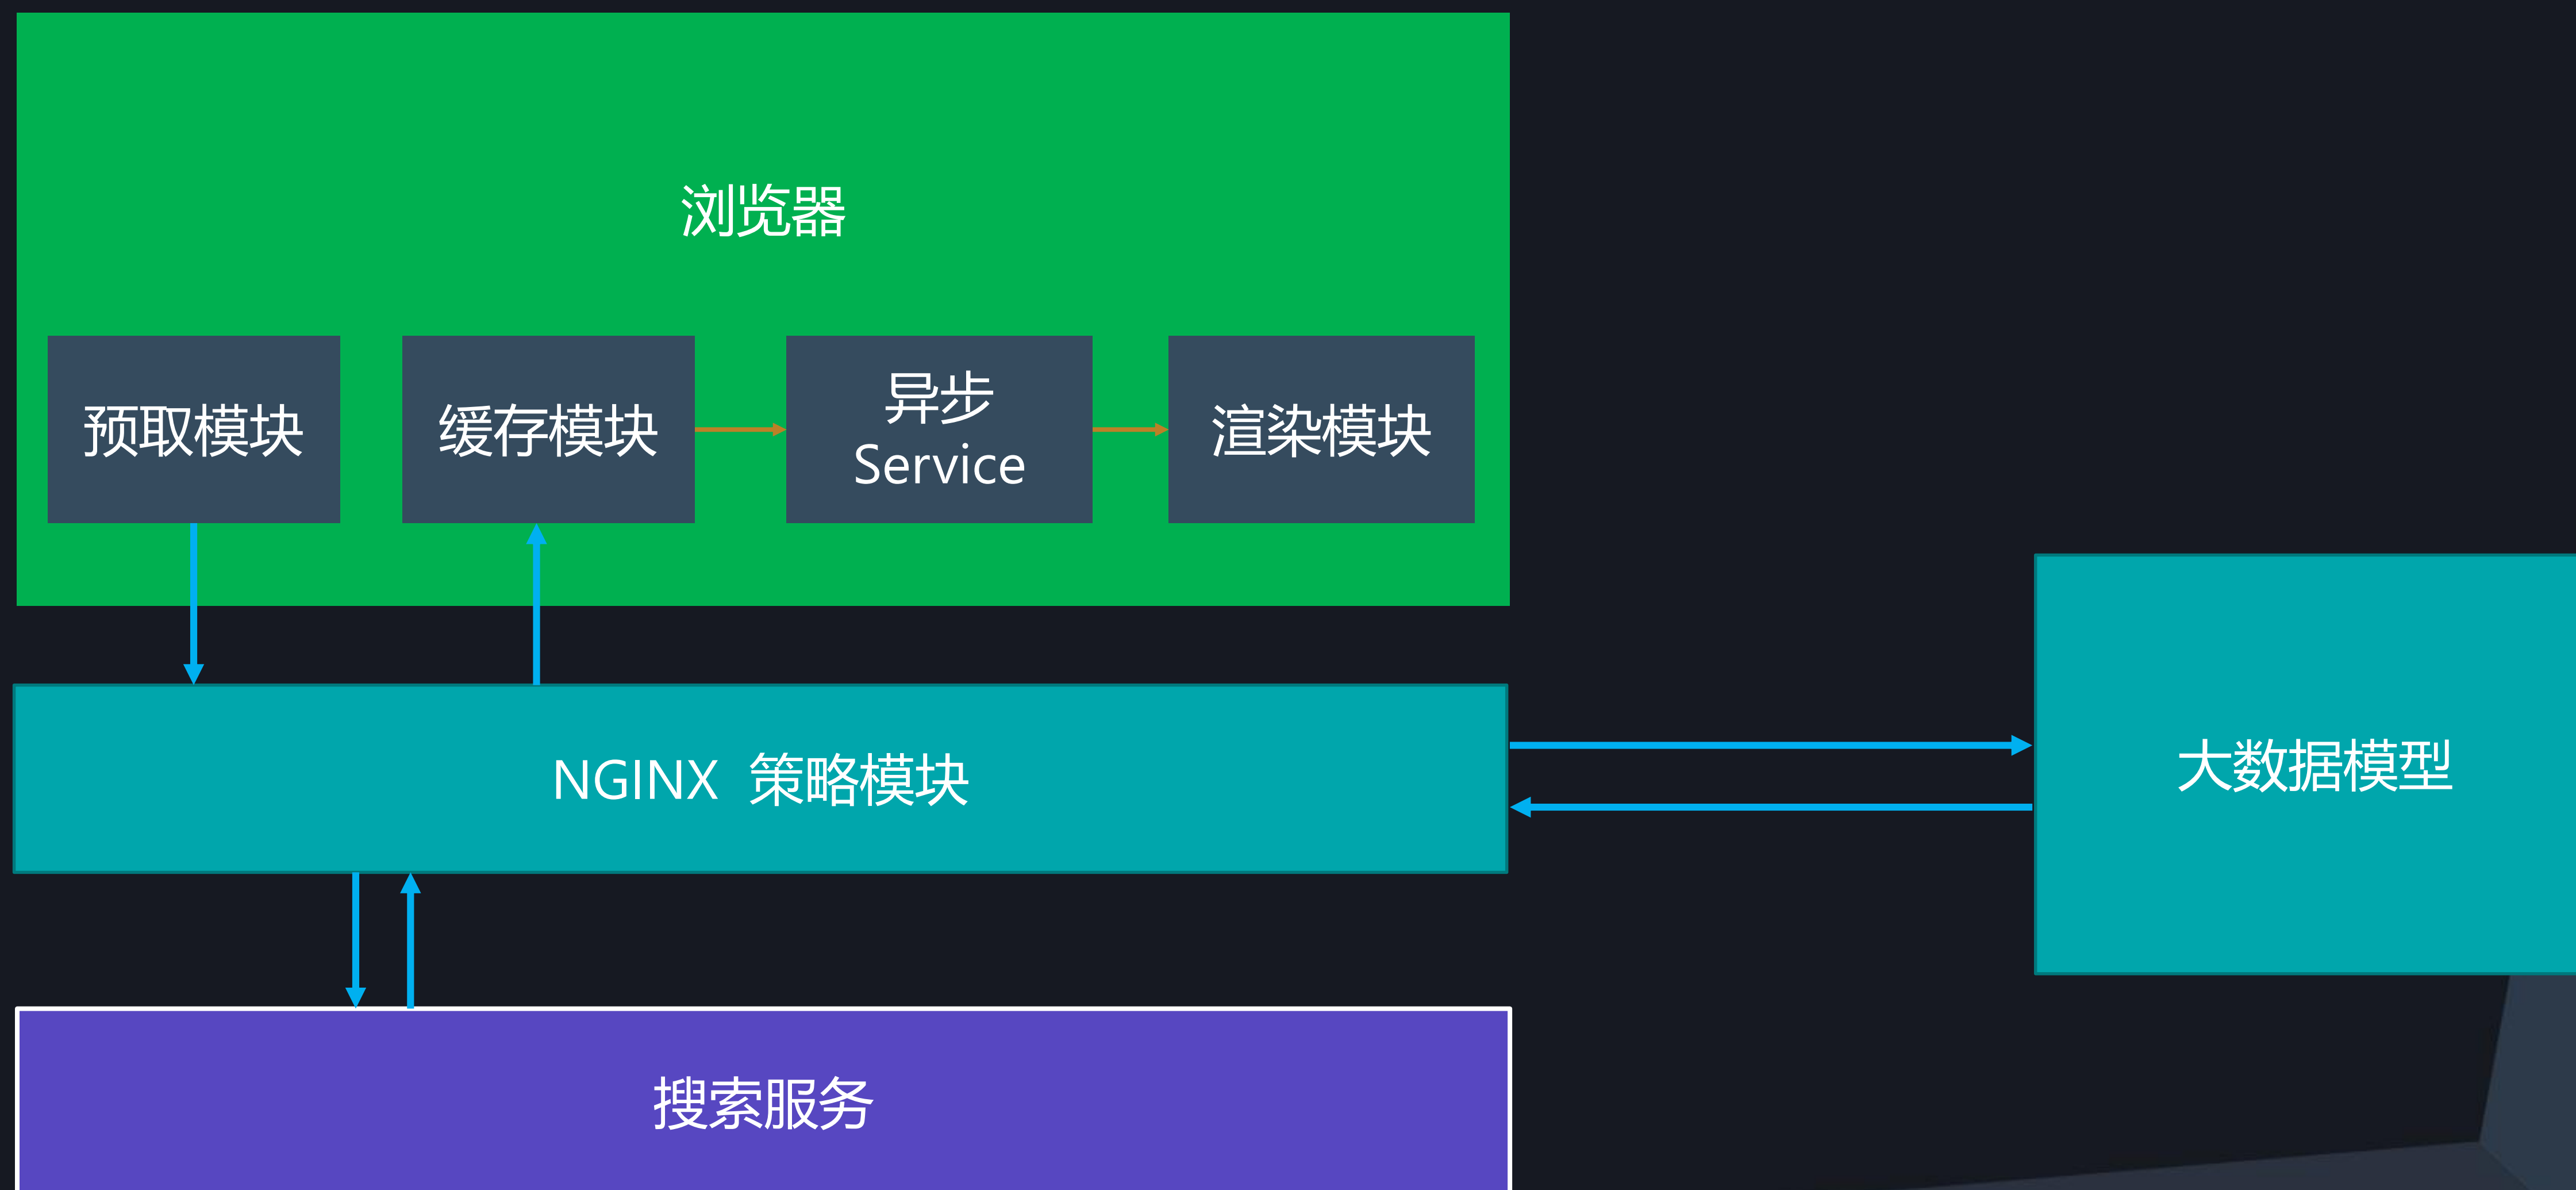 浏览器
预取模块
缓存模块
异步
Service
渲染模块
NGINX 策略模块
大数据模型
搜索服务